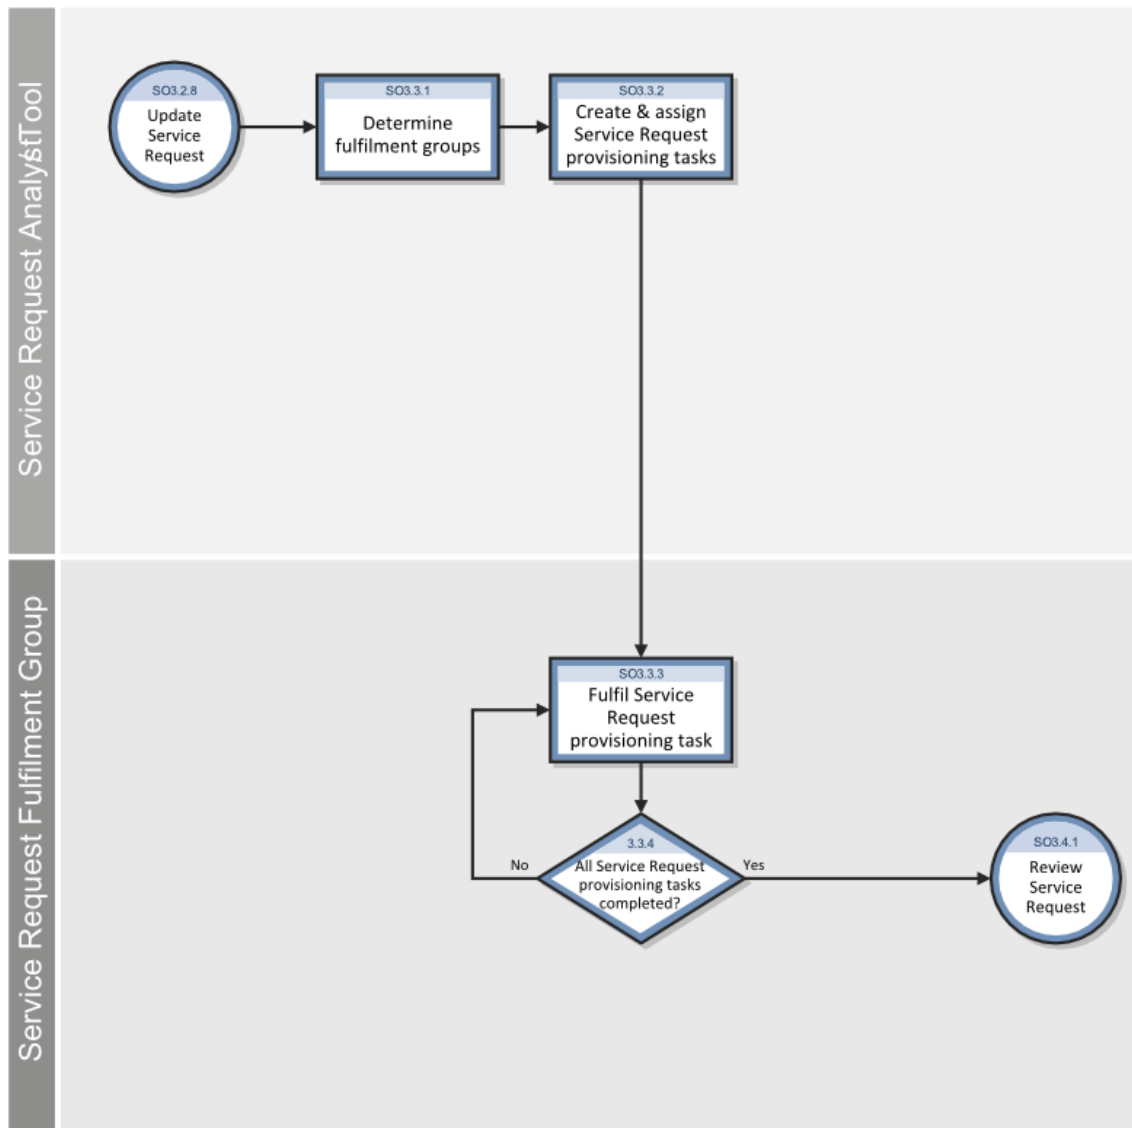 Service Request Analyst/Tool
SO3.2.8
Update
Service
Request
SO3.3.1
Determine
fulfilment groups
SO3.3.2
Create & assign
Service Request
provisioning tasks
Service Request Fulfilment Group
SO3.3.3
Fulfil Service
Request
provisioning task
3.3.4
All Service Request
provisioning tasks
completed?
No
Yes
SO3.4.1
Review
Service
Request